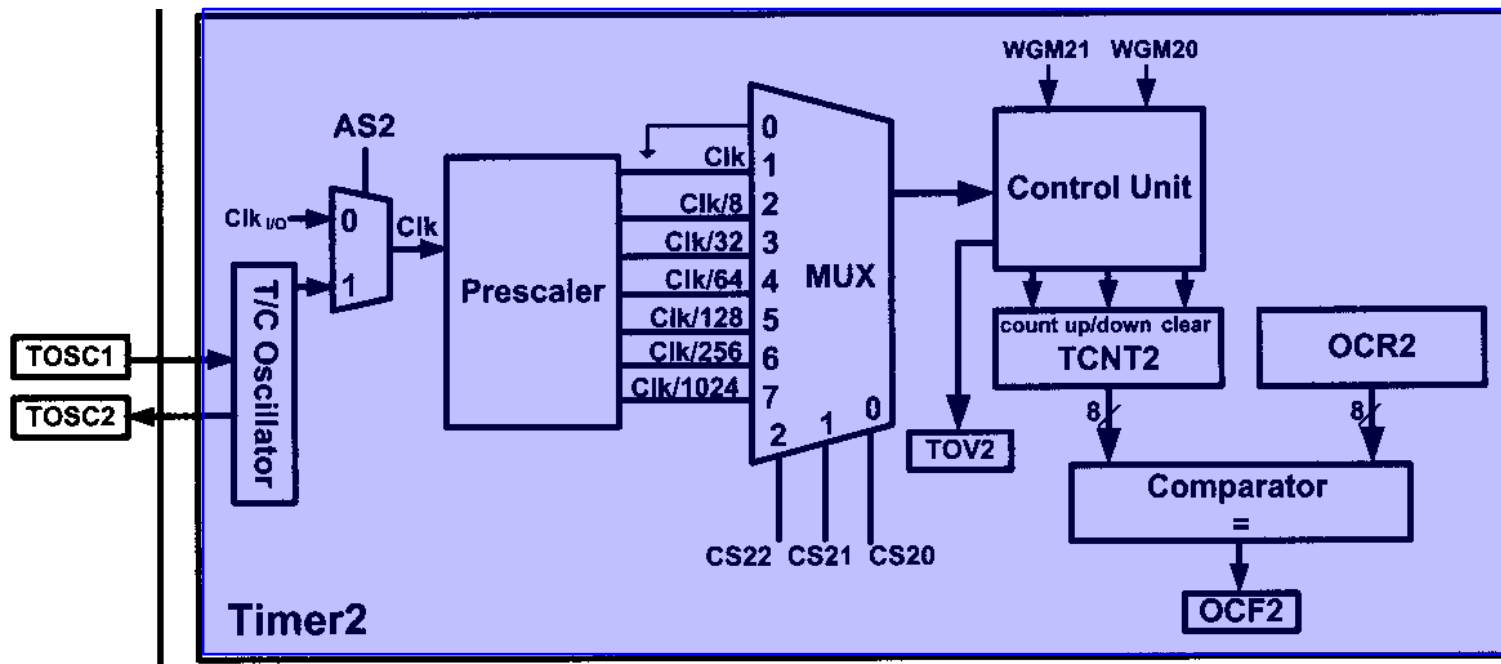 WGM21 WGM20
AS2
0
Clk 1
Control Unit
Clk I/O 0
Clk
Clk/8 2
Clk/32 3
MUX
1
Prescaler
Clk/64 4
T/C Oscillator
Clk/128 5
count up/down clear
TCNT2
OCR2
TOSC1
Clk/256 6
Clk/1024 7
TOSC2
2 1 0
8 8
TOV2
Comparator
=
CS22 CS21 CS20
OCF2
Timer2